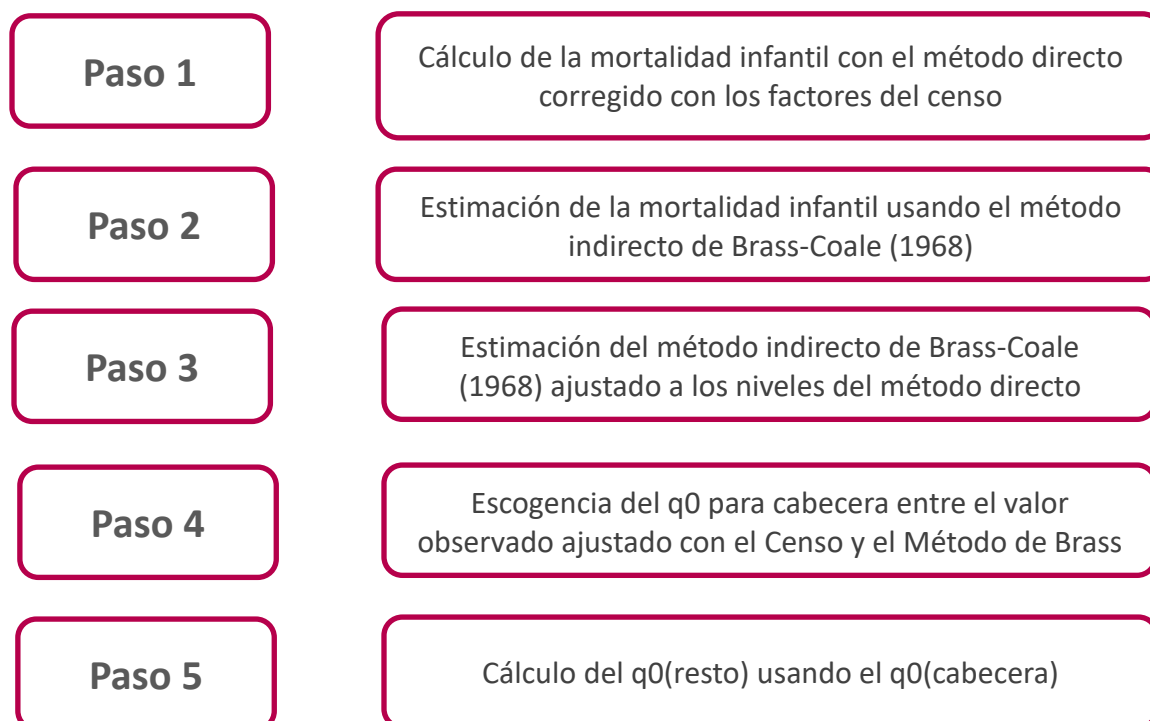 Paso 1
Cálculo de la mortalidad infantil con el método directo
corregido con los factores del censo
Paso 2
Estimación de la mortalidad infantil usando el método
indirecto de Brass-Coale (1968)
Paso 3
Estimación del método indirecto de Brass-Coale
(1968) ajustado a los niveles del método directo
Paso 4
Escogencia del q0 para cabecera entre el valor
observado ajustado con el Censo y el Método de Brass
Paso 5
Cálculo del q0(resto) usando el q0(cabecera)